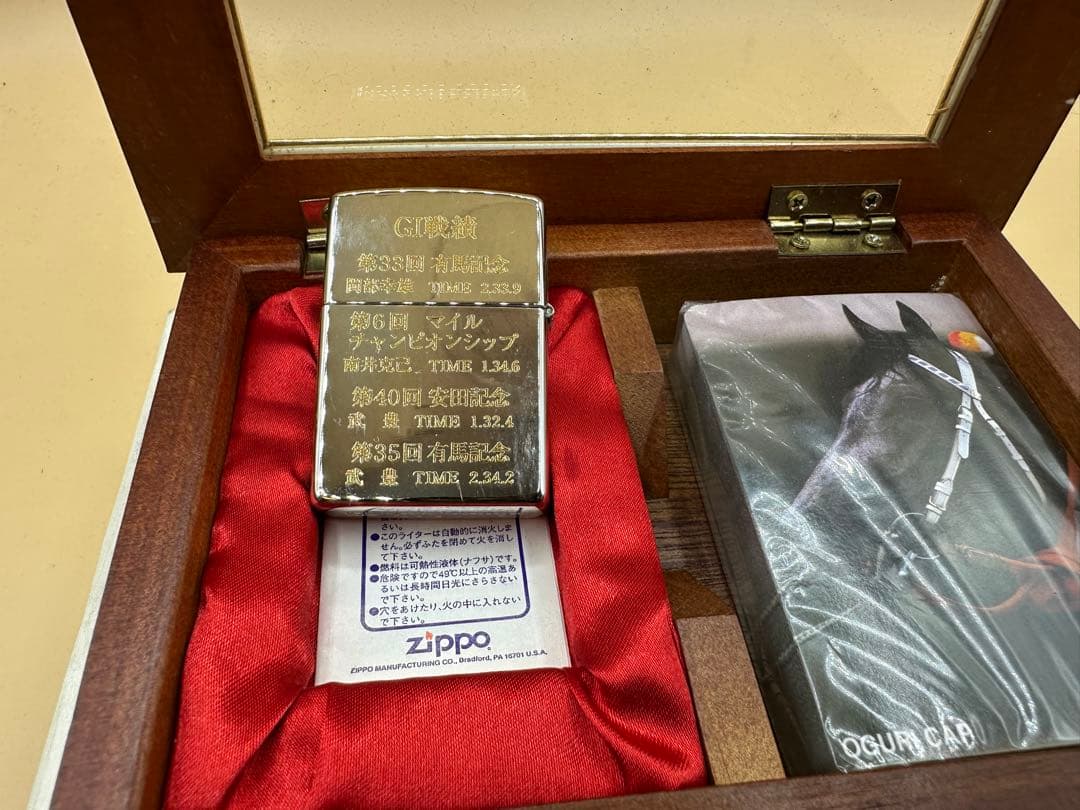 GI戦績
第33回 有馬記念
岡部幸雄 TIME 2.33.9
第6回 マイル
チャンピオンシップ
南井克己 TIME 1.34.6
第40回 安田記念
武 豊 TIME 1.32.4
第35回 有馬記念
武 豊 TIME 2.34.2
さい。
●このライターは自動的に消火しま
せん。必ずふたを閉めて火を消し
て下さい。
●燃料は可熱性液体(ナフサ)です。
●危険ですので49℃以上の高温あ
るいは長時間日光にさらさない
で下さい。
●穴をあけたり、火の中に入れない
で下さい。
zippo
ZIPPO MANUFACTURING CO., Bradford, PA 16701 U.S.A.
OGURI CAP